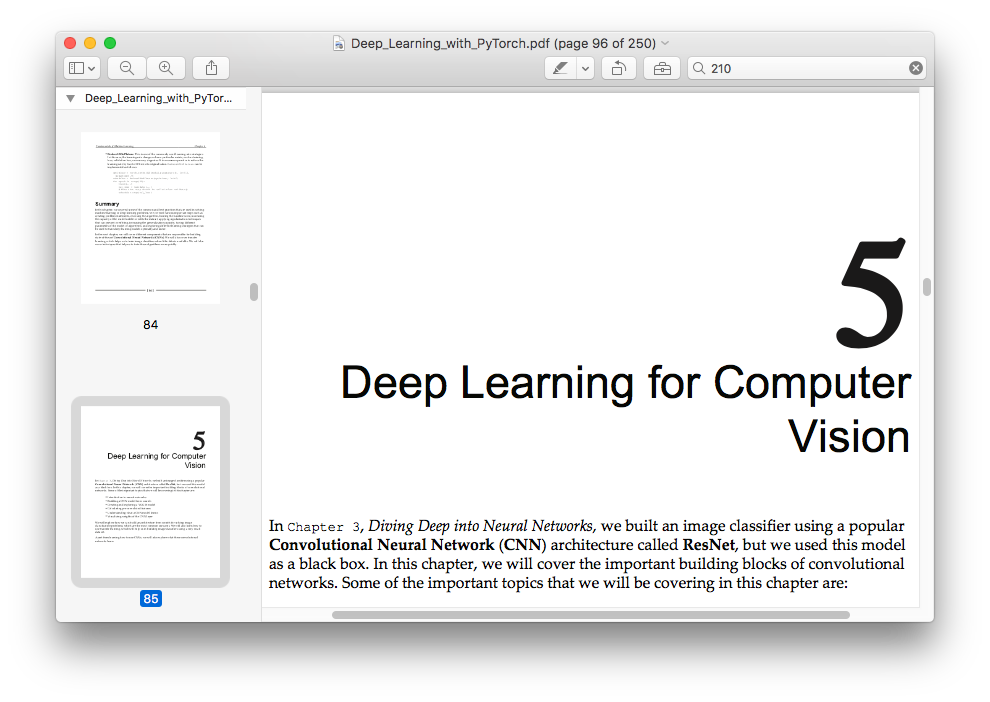 Deep_Learning_with_PyTorch.pdf (page 96 of 250)
210
Deep_Learning_with_PyTor...
Summary
84
5
Deep Learning for Computer
Vision
85
5
Deep Learning for Computer
Vision
In Chapter 3, Diving Deep into Neural Networks, we built an image classifier using a popular
Convolutional Neural Network (CNN) architecture called ResNet, but we used this model
as a black box. In this chapter, we will cover the important building blocks of convolutional
networks. Some of the important topics that we will be covering in this chapter are: